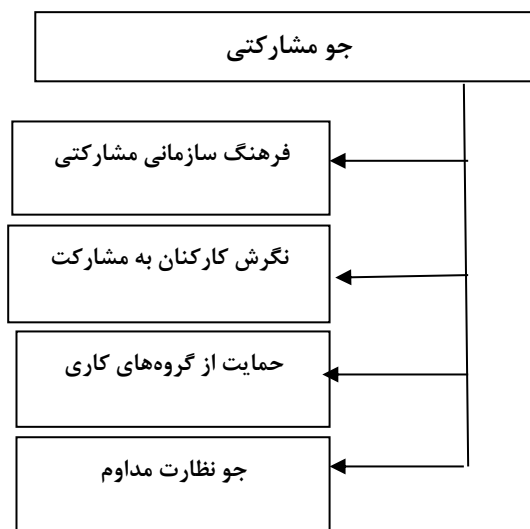 جو مشارکتی
فرهنگ سازمانی مشارکتی
نگرش کارکنان به مشارکت
حمایت از گروه‌های کاری
جو نظارت مداوم